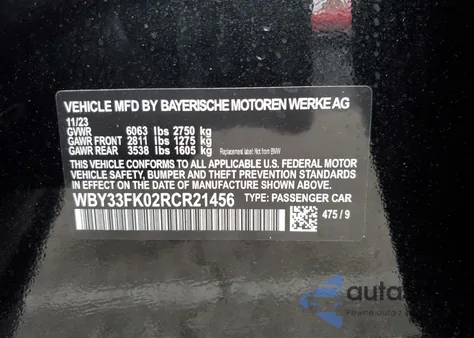 VEHICLE MFD BY BAYERISCHE MOTOREN WERKE AG
11/23
GVWR 6063 lbs 2750 kg
GAWR FRONT 2811 lbs 1275 kg
GAWR REAR 3538 lbs 1605 kg Replacement label: Not from BMW
THIS VEHICLE CONFORMS TO ALL APPLICABLE U.S. FEDERAL MOTOR
VEHICLE SAFETY, BUMPER, AND THEFT PREVENTION STANDARDS
IN EFFECT ON THE DATE OF MANUFACTURE SHOWN ABOVE.
WBY33FK02RCR21456 TYPE: PASSENGER CAR
475 / 9